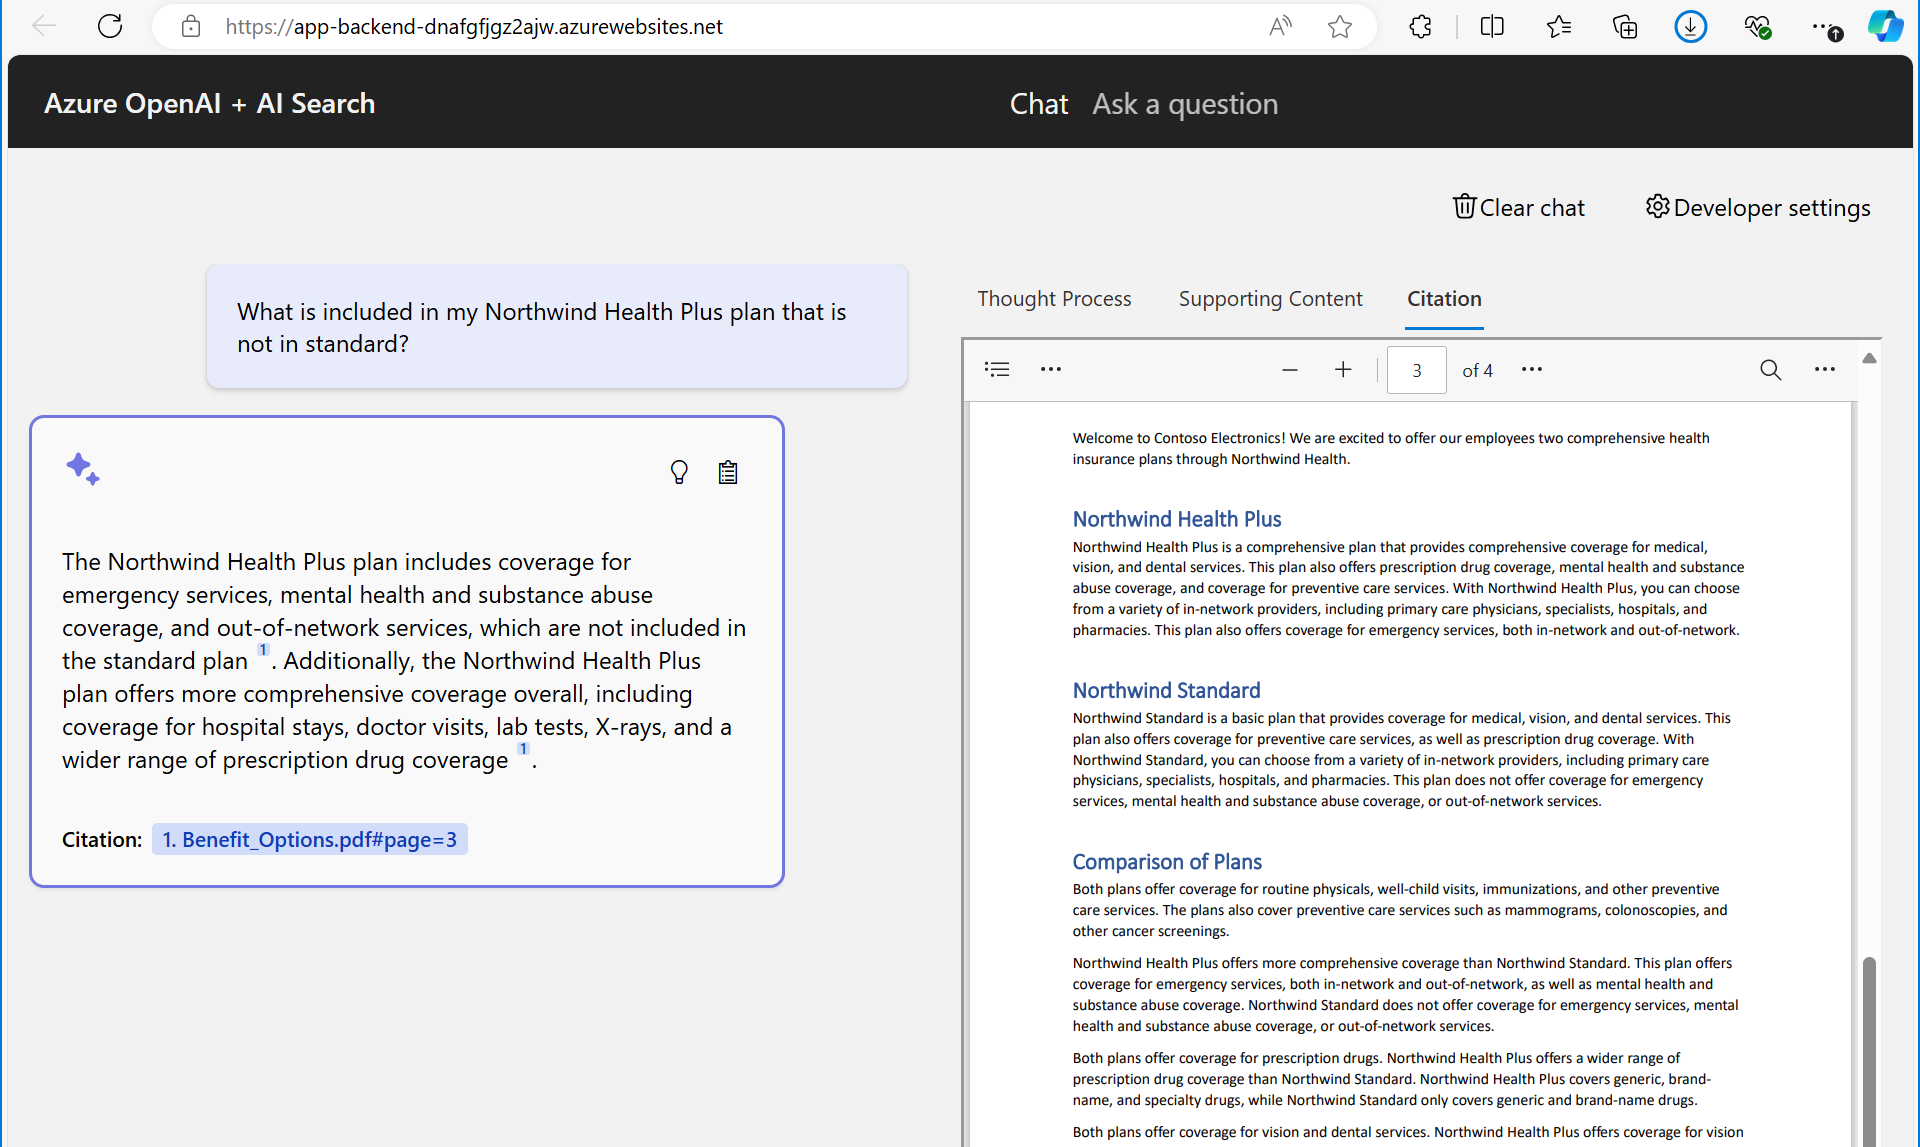 https://app-backend-dnafgfjgz2ajw.azurewebsites.net
Azure OpenAI + AI Search
Chat Ask a question
Clear chat Developer settings
What is included in my Northwind Health Plus plan that is
not in standard?
The Northwind Health Plus plan includes coverage for
emergency services, mental health and substance abuse
coverage, and out-of-network services, which are not included in
the standard plan 1. Additionally, the Northwind Health Plus
plan offers more comprehensive coverage overall, including
coverage for hospital stays, doctor visits, lab tests, X-rays, and a
wider range of prescription drug coverage 1.
Citation: 1. Benefit_Options.pdf#page=3
Thought Process Supporting Content Citation
3 of 4
Welcome to Contoso Electronics! We are excited to offer our employees two comprehensive health
insurance plans through Northwind Health.
Northwind Health Plus
Northwind Health Plus is a comprehensive plan that provides comprehensive coverage for medical,
vision, and dental services. This plan also offers prescription drug coverage, mental health and substance
abuse coverage, and coverage for preventive care services. With Northwind Health Plus, you can choose
from a variety of in-network providers, including primary care physicians, specialists, hospitals, and
pharmacies. This plan also offers coverage for emergency services, both in-network and out-of-network.
Northwind Standard
Northwind Standard is a basic plan that provides coverage for medical, vision, and dental services. This
plan also offers coverage for preventive care services, as well as prescription drug coverage. With
Northwind Standard, you can choose from a variety of in-network providers, including primary care
physicians, specialists, hospitals, and pharmacies. This plan does not offer coverage for emergency
services, mental health and substance abuse coverage, or out-of-network services.
Comparison of Plans
Both plans offer coverage for routine physicals, well-child visits, immunizations, and other preventive
care services. The plans also cover preventive care services such as mammograms, colonoscopies, and
other cancer screenings.
Northwind Health Plus offers more comprehensive coverage than Northwind Standard. This plan offers
coverage for emergency services, both in-network and out-of-network, as well as mental health and
substance abuse coverage. Northwind Standard does not offer coverage for emergency services, mental
health and substance abuse coverage, or out-of-network services.
Both plans offer coverage for prescription drugs. Northwind Health Plus offers a wider range of
prescription drug coverage than Northwind Standard. Northwind Health Plus covers generic, brand-
name, and specialty drugs, while Northwind Standard only covers generic and brand-name drugs.
Both plans offer coverage for vision and dental services. Northwind Health Plus offers coverage for vision